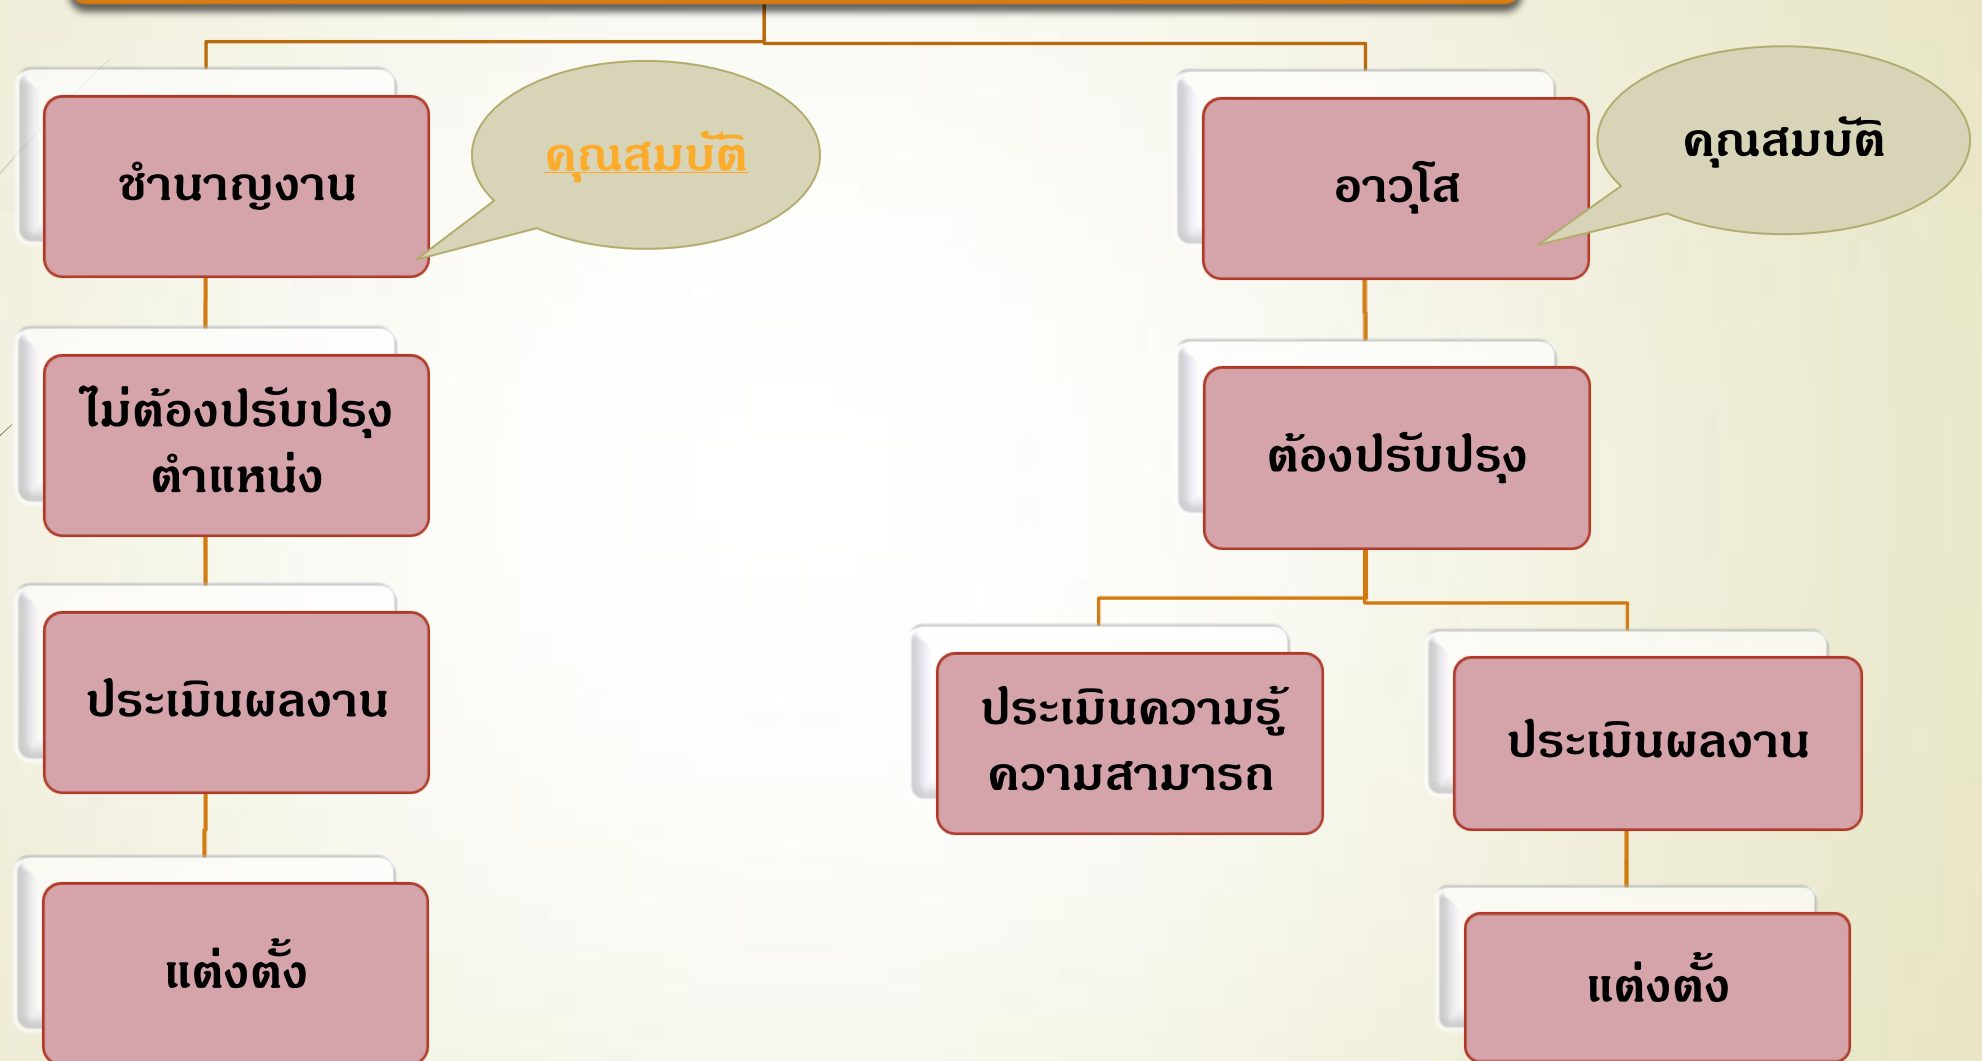 ชำนาญงาน
คุณสมบัติ
ไม่ต้องปรับปรุง
ตำแหน่ง
ประเมินผลงาน
แต่งตั้ง
อาวุโส
คุณสมบัติ
ต้องปรับปรุง
ประเมินความรู้
ความสามารถ
ประเมินผลงาน
แต่งตั้ง